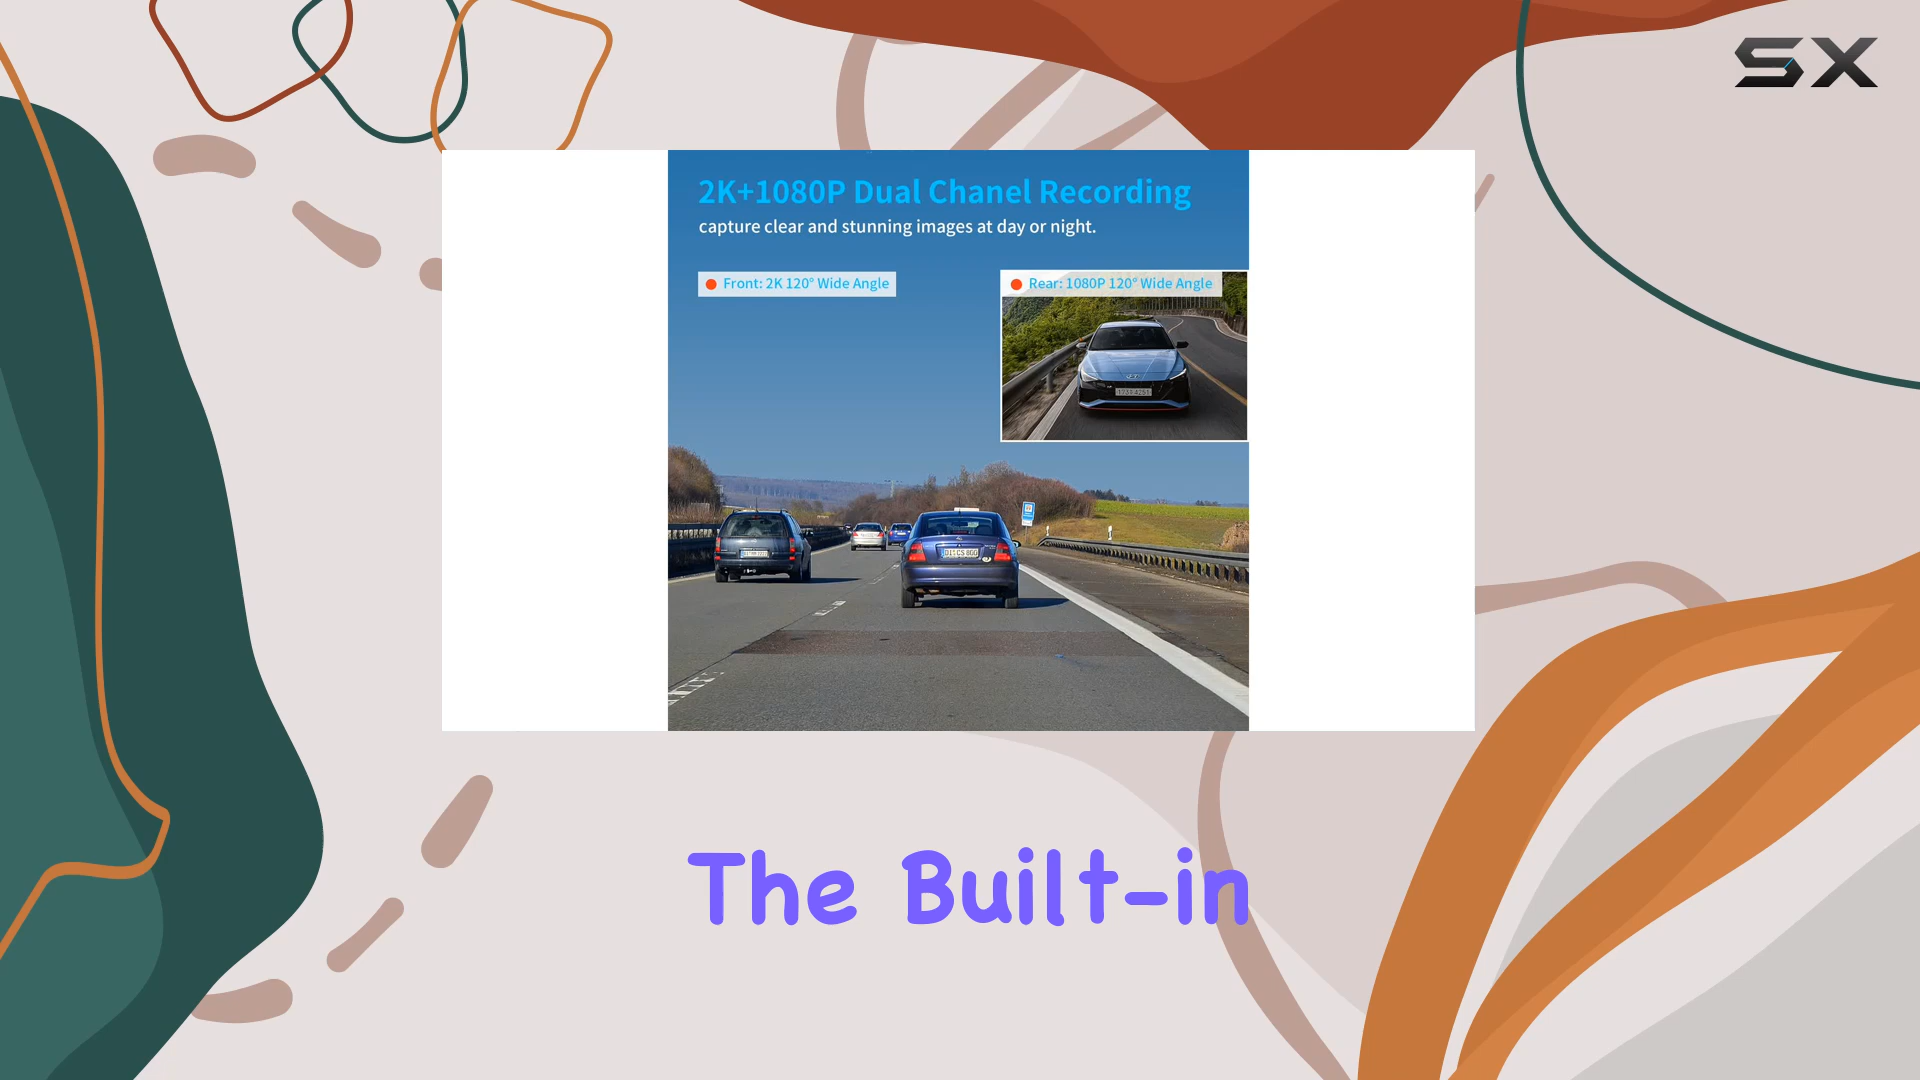 SX
2K+1080P Dual Chanel Recording
capture clear and stunning images at day or night.
Front: 2K 120° Wide Angle
Rear: 1080P 120° Wide Angle
The Built-in